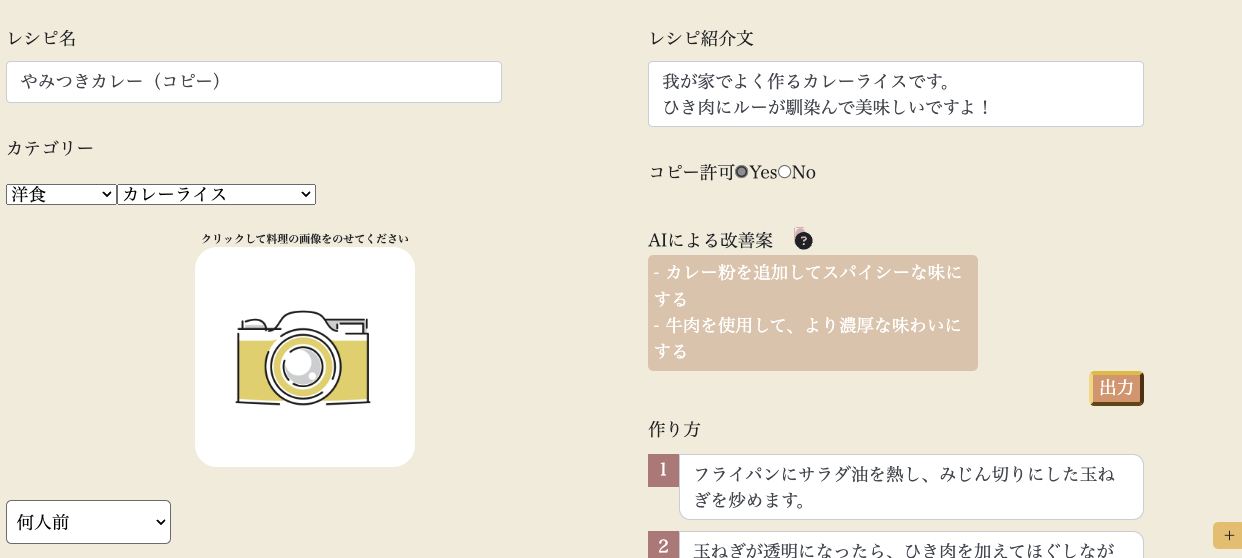 レシピ名
やみつきカレー（コピー）
カテゴリー
洋食 カレーライス
クリックして料理の画像をのせてください
何人前
レシピ紹介文
我が家でよく作るカレーライスです。
ひき肉にルーが馴染んで美味しいですよ！
コピー許可Yes No
AIによる改善案 ?
- カレー粉を追加してスパイシーな味に
する
- 牛肉を使用して、より濃厚な味わいに
する
出力
作り方
1 フライパンにサラダ油を熱し、みじん切りにした玉ね
ぎを炒めます。
2 玉ねぎが透明になったら、ひき肉を加えてほぐしなが
+